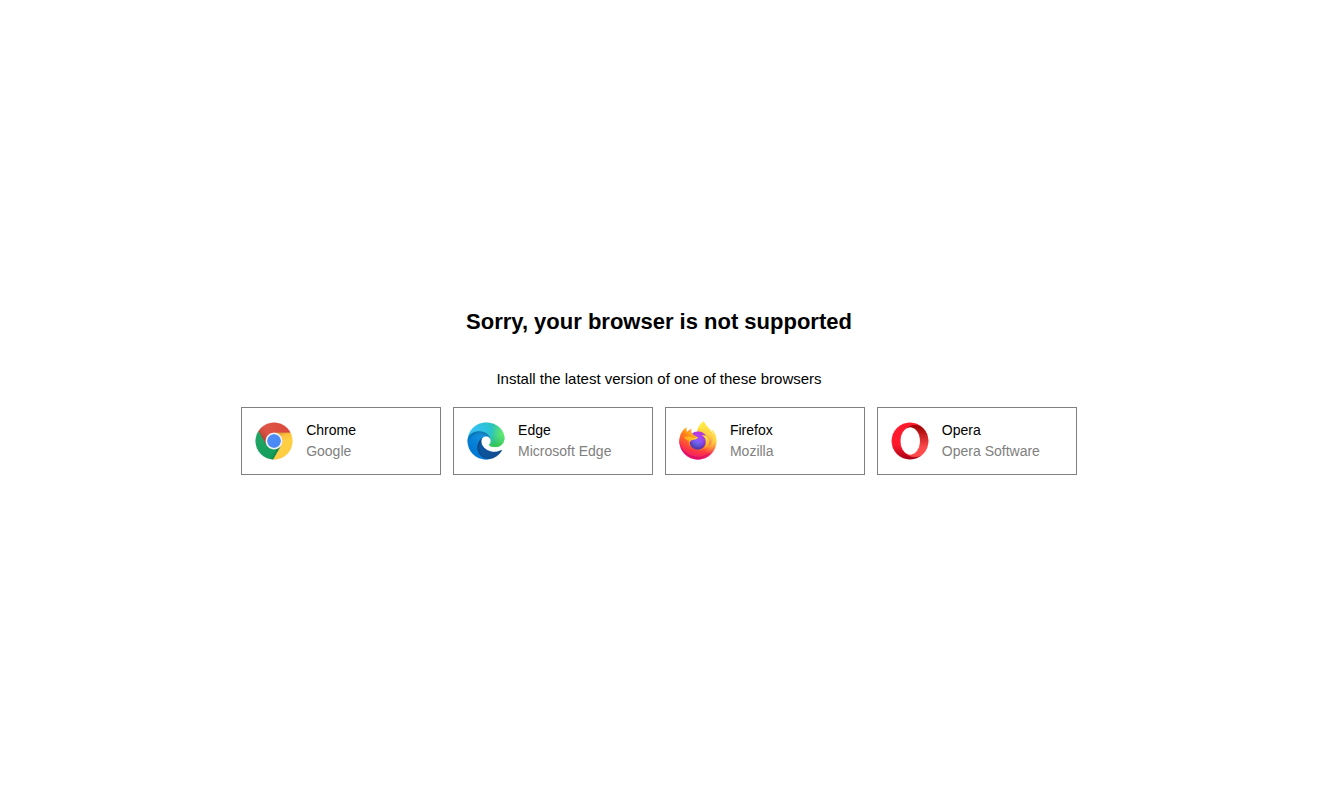 Sorry, your browser is not supported
Install the latest version of one of these browsers
Chrome
Google
Edge
Microsoft Edge
Firefox
Mozilla
Opera
Opera Software